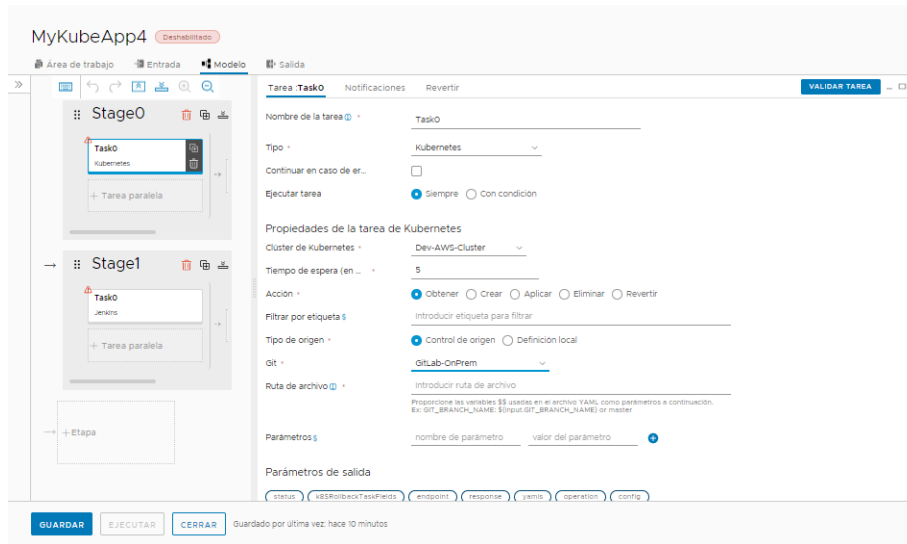 MyKubeApp4 Deshabilitado
Área de trabajo Entrada Modelo Salida
Tarea :Task0 Notificaciones Revertir VALIDAR TAREA
Stage0
Task0
Kubernetes
+ Tarea paralela
Stage1
Task0
Jenkins
+ Tarea paralela
+Etapa
Nombre de la tarea * Task0
Tipo * Kubernetes
Continuar en caso de er...
Ejecutar tarea Siempre Con condición
Propiedades de la tarea de Kubernetes
Clúster de Kubernetes * Dev-AWS-Cluster
Tiempo de espera (en ... * 5
Acción * Obtener Crear Aplicar Eliminar Revertir
Filtrar por etiqueta $ Introducir etiqueta para filtrar
Tipo de origen * Control de origen Definición local
Git * GitLab-OnPrem
Ruta de archivo * Introducir ruta de archivo
Proporcione las variables $$ usadas en el archivo YAML como parámetros a continuación.
Ex: GIT_BRANCH_NAME: ${input.GIT_BRANCH_NAME} or master
Parámetros $ nombre de parámetro valor del parámetro
Parámetros de salida
status k8SRollbackTaskFields endpoint response yamls operation config
GUARDAR EJECUTAR CERRAR Guardado por última vez: hace 10 minutos